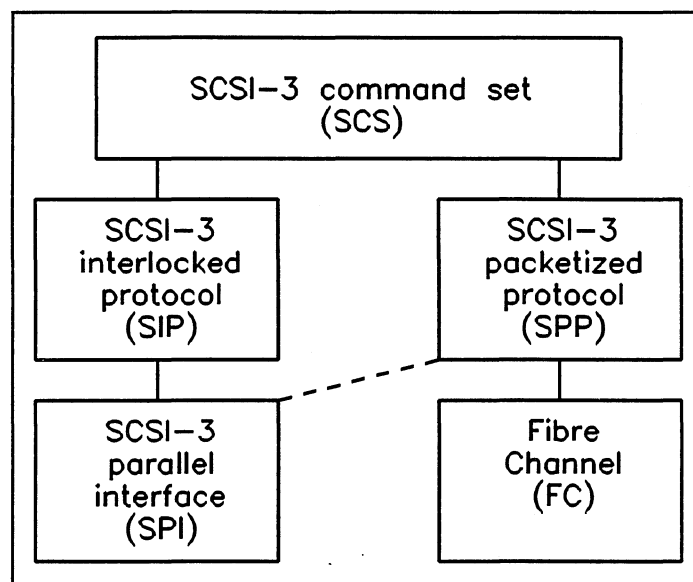 SCSI-3 command set
(SCS)
SCSI-3
interlocked
protocol
(SIP)
SCSI-3
packetized
protocol
(SPP)
SCSI-3
parallel
interface
(SPI)
Fibre
Channel
(FC)